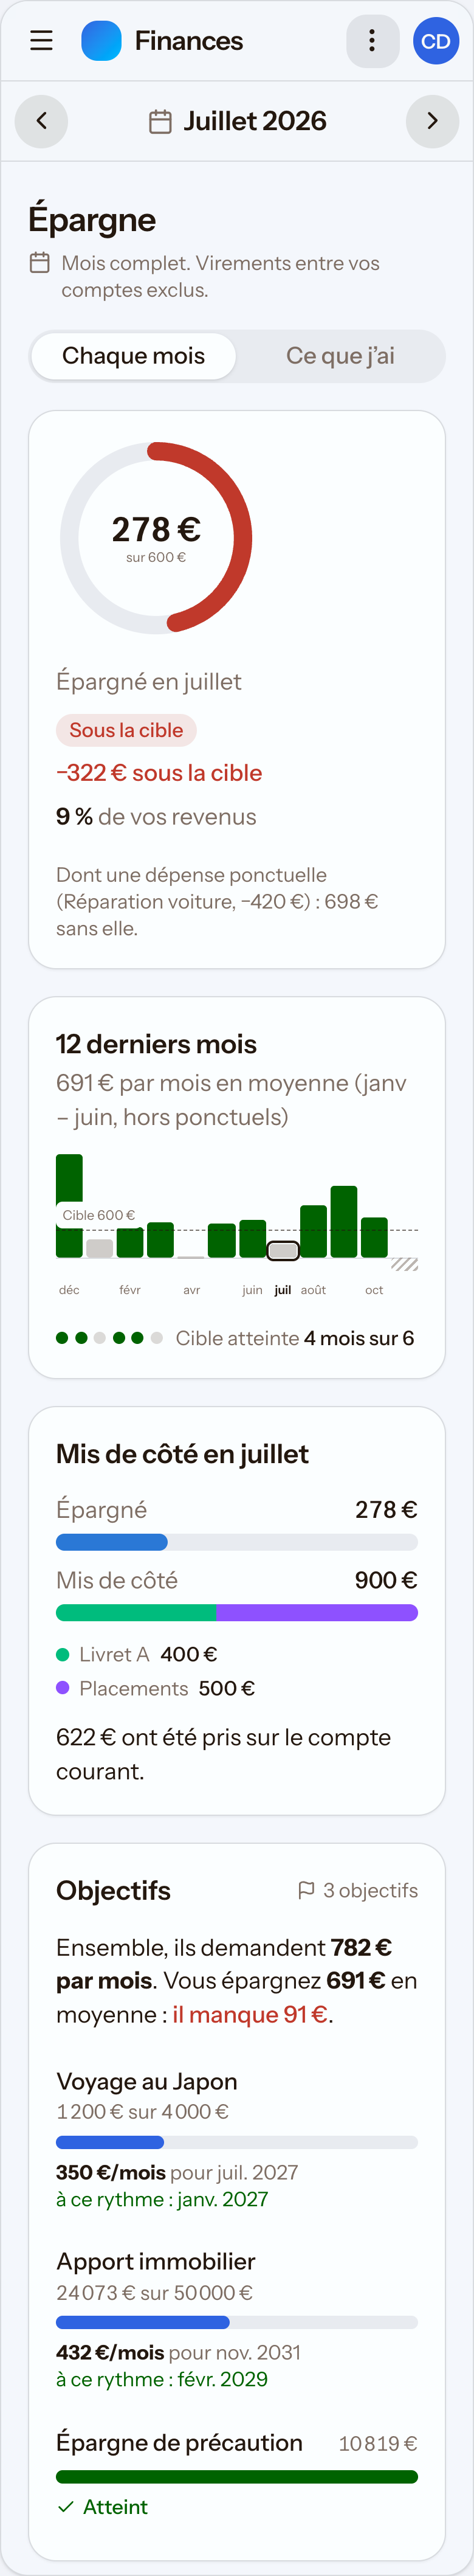 Finances
CD
Juillet 2026
Épargne
Mois complet. Virements entre vos
comptes exclus.
Chaque mois
Ce que j’ai
278 €
sur 600 €
Épargné en juillet
Sous la cible
−322 € sous la cible
9 % de vos revenus
Dont une dépense ponctuelle
(Réparation voiture, −420 €) : 698 €
sans elle.
12 derniers mois
691 € par mois en moyenne (janv
– juin, hors ponctuels)
Cible 600 €
déc févr avr juin juil août oct
Cible atteinte 4 mois sur 6
Mis de côté en juillet
Épargné 278 €
Mis de côté 900 €
Livret A 400 €
Placements 500 €
622 € ont été pris sur le compte
courant.
Objectifs 3 objectifs
Ensemble, ils demandent 782 €
par mois. Vous épargnez 691 € en
moyenne : il manque 91 €.
Voyage au Japon
1 200 € sur 4 000 €
350 €/mois pour juil. 2027
à ce rythme : janv. 2027
Apport immobilier
24 073 € sur 50 000 €
432 €/mois pour nov. 2031
à ce rythme : févr. 2029
Épargne de précaution 10 819 €
Atteint